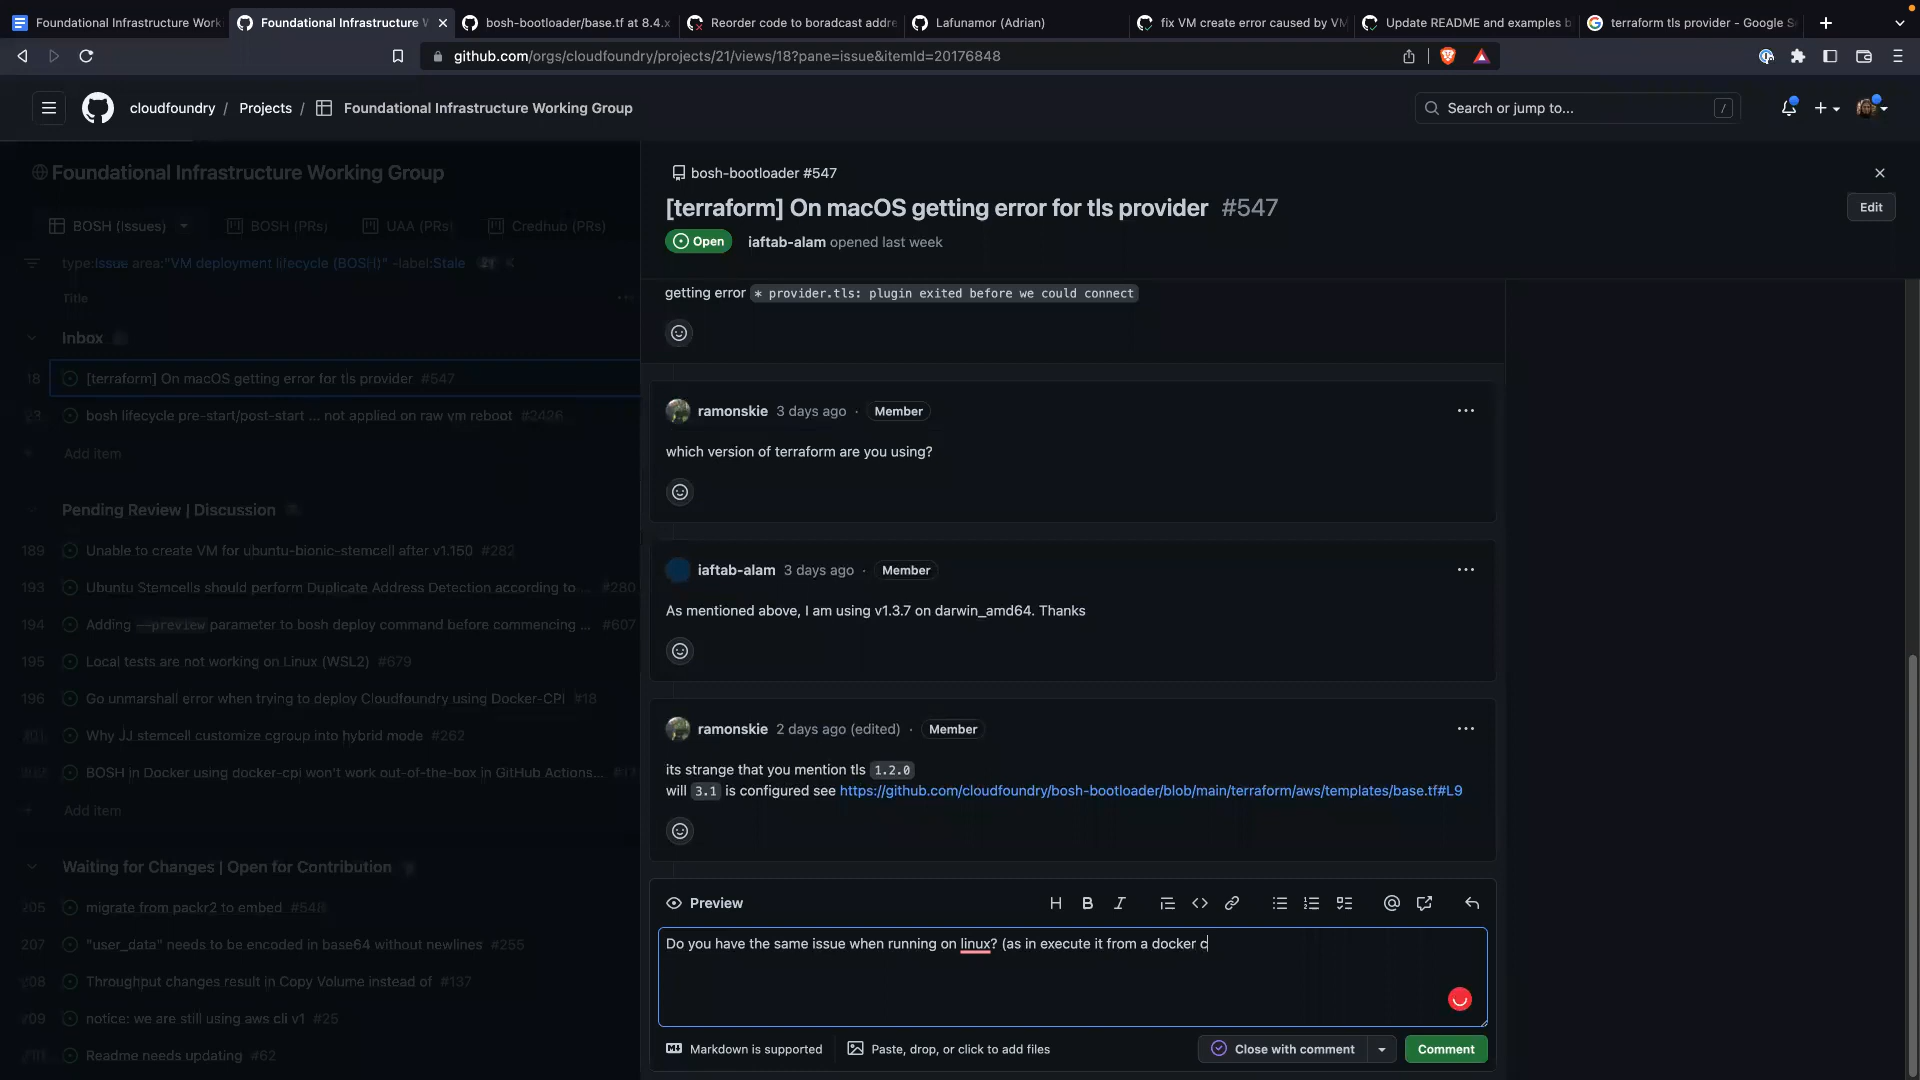 Foundational Infrastructure Work
Foundational Infrastructure W
bosh-bootloader/base.tf at 8.4.x
Reorder code to boradcast addre
Lafunamor (Adrian)
fix VM create error caused by VM
Update README and examples b
terraform tls provider - Google S
github.com/orgs/cloudfoundry/projects/21/views/18?pane=issue&itemId=20176848
cloudfoundry / Projects / Foundational Infrastructure Working Group
Search or jump to...
/
Foundational Infrastructure Working Group
BOSH (Issues)
BOSH (PRs)
UAA (PRs)
Credhub (PRs)
type:Issue area:"VM deployment lifecycle (BOSH)" -label:Stale
Title
Inbox
18 [terraform] On macOS getting error for tls provider #547
bosh lifecycle pre-start/post-start ... not applied on raw vm reboot #2426
Add item
Pending Review | Discussion
189 Unable to create VM for ubuntu-bionic-stemcell after v1.150 #282
193 Ubuntu Stemcells should perform Duplicate Address Detection according to ... #280
194 Adding --preview parameter to bosh deploy command before commencing ... #607
195 Local tests are not working on Linux (WSL2) #679
196 Go unmarshall error when trying to deploy Cloudfoundry using Docker-CPI #18
Why JJ stemcell customize cgroup into hybrid mode #262
BOSH in Docker using docker-cpi won't work out-of-the-box in GitHub Actions...
Add item
Waiting for Changes | Open for Contribution
205 migrate from packr2 to embed #548
207 "user_data" needs to be encoded in base64 without newlines #255
208 Throughput changes result in Copy Volume instead of #137
209 notice: we are still using aws cli v1 #25
Readme needs updating #62
bosh-bootloader #547
[terraform] On macOS getting error for tls provider #547
Edit
Open
iaftab-alam opened last week
getting error * provider.tls: plugin exited before we could connect
ramonskie 3 days ago · Member
which version of terraform are you using?
iaftab-alam 3 days ago · Member
As mentioned above, I am using v1.3.7 on darwin_amd64. Thanks
ramonskie 2 days ago (edited) · Member
its strange that you mention tls 1.2.0
will 3.1 is configured see https://github.com/cloudfoundry/bosh-bootloader/blob/main/terraform/aws/templates/base.tf#L9
Preview
H B I
Do you have the same issue when running on linux? (as in execute it from a docker c
Markdown is supported
Paste, drop, or click to add files
Close with comment
Comment